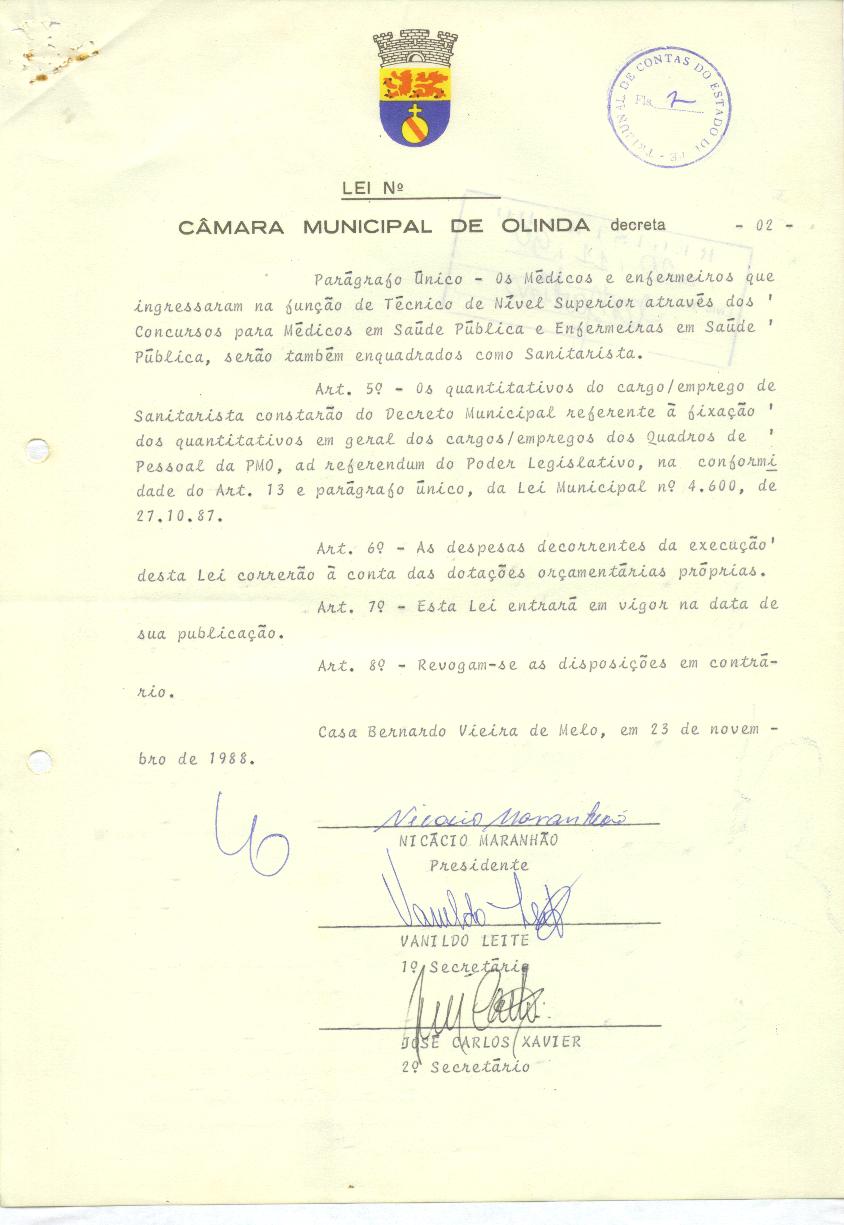 TRIBUNAL DE CONTAS DO ESTADO DE PE
Fls. 2
LEI Nº
CÂMARA MUNICIPAL DE OLINDA decreta - 02 -
Parágrafo Único - Os Médicos e enfermeiros que
ingressaram na função de Técnico de Nível Superior através dos '
Concursos para Médicos em Saúde Pública e Enfermeiras em Saúde '
Pública, serão também enquadrados como Sanitarista.
Art. 5º - Os quantitativos do cargo/emprego de
Sanitarista constarão do Decreto Municipal referente à fixação '
dos quantitativos em geral dos cargos/empregos dos Quadros de '
Pessoal da PMO, ad referendum do Poder Legislativo, na conformi
dade do Art. 13 e parágrafo único, da Lei Municipal nº 4.600, de
27.10.87.
Art. 6º - As despesas decorrentes da execução'
desta Lei correrão à conta das dotações orçamentárias próprias.
Art. 7º - Esta Lei entrará em vigor na data de
sua publicação.
Art. 8º - Revogam-se as disposições em contrá-
rio.
Casa Bernardo Vieira de Melo, em 23 de novem -
bro de 1988.
Nicácio Maranhão
NICÁCIO MARANHÃO
Presidente
Vanildo Leite
VANILDO LEITE
1º Secretário
José Carlos
JOSÉ CARLOS XAVIER
2º Secretário